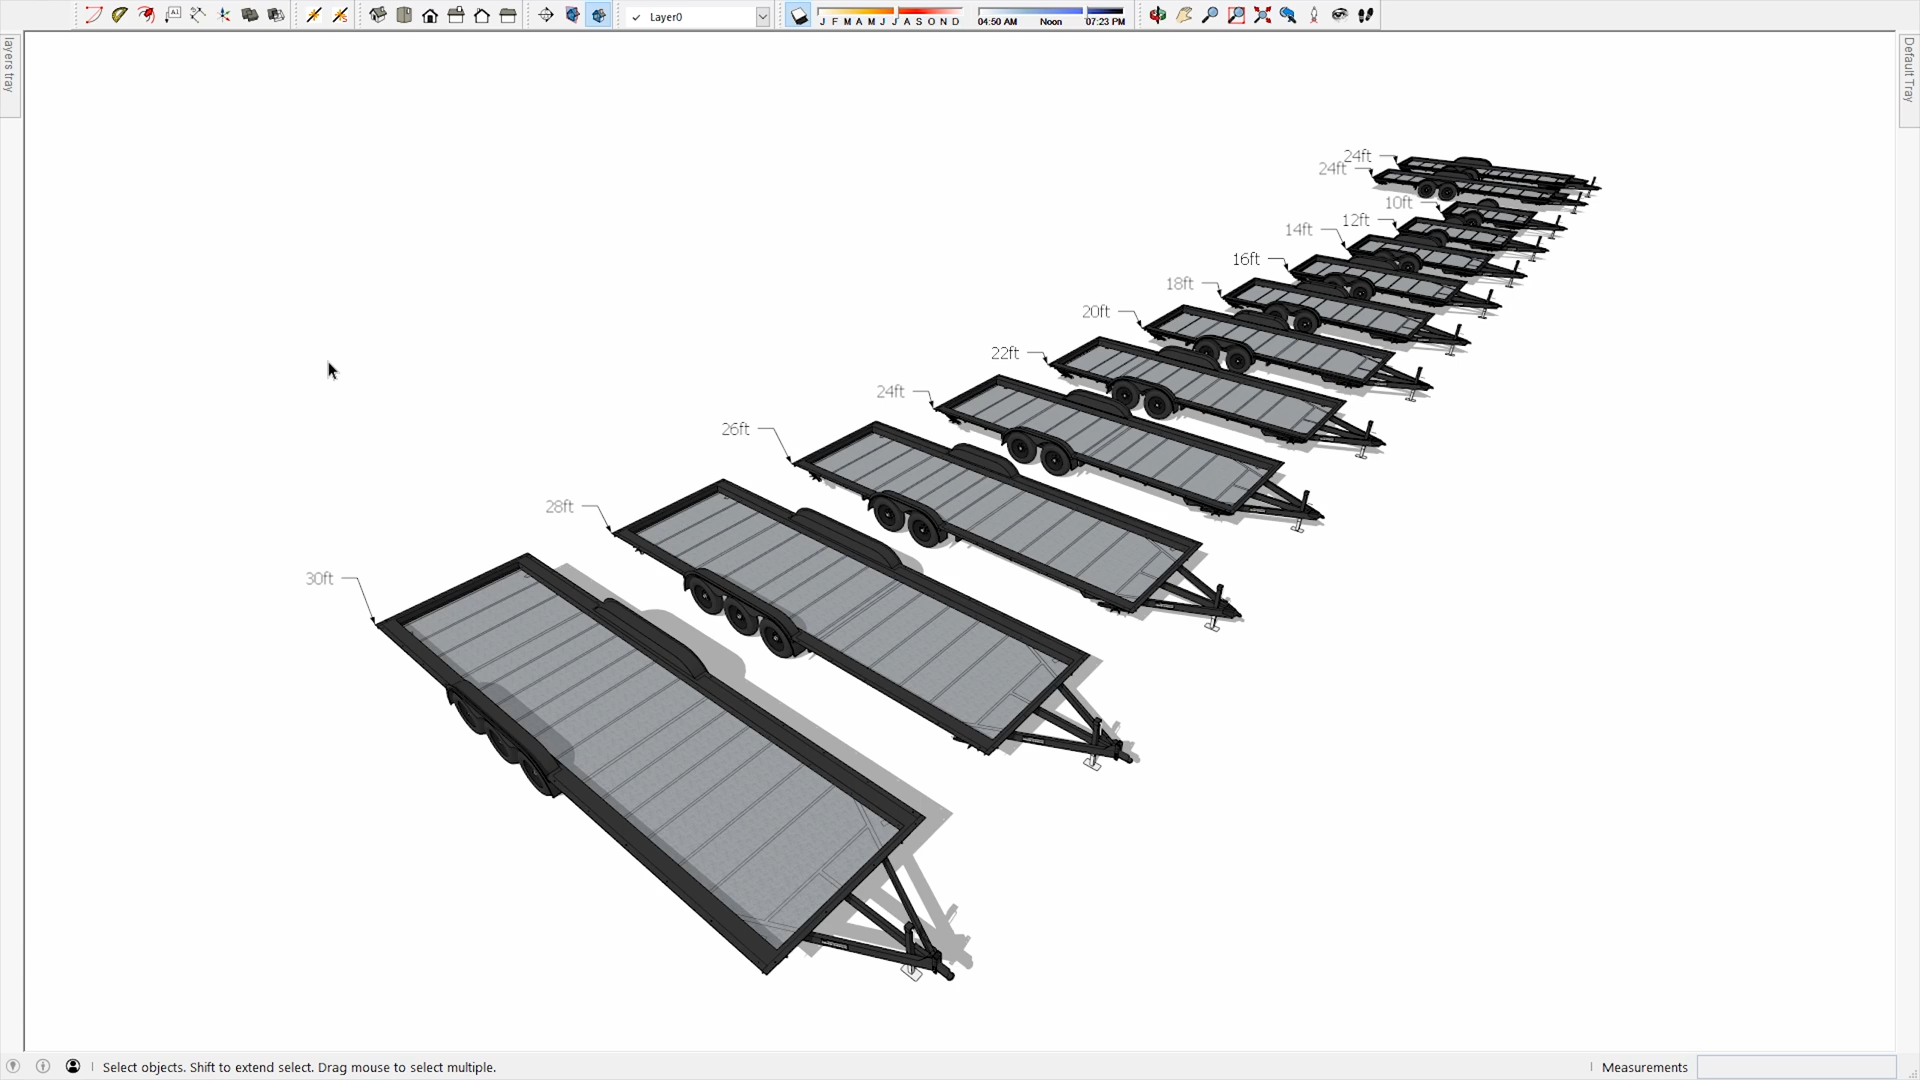 Layer0
J F M A M J J A S O N D
04:50 AM Noon 07:23 PM
layers tray
Default Tray
24ft
24ft
10ft
12ft
14ft
16ft
18ft
20ft
22ft
24ft
26ft
28ft
30ft
Select objects. Shift to extend select. Drag mouse to select multiple.
Measurements